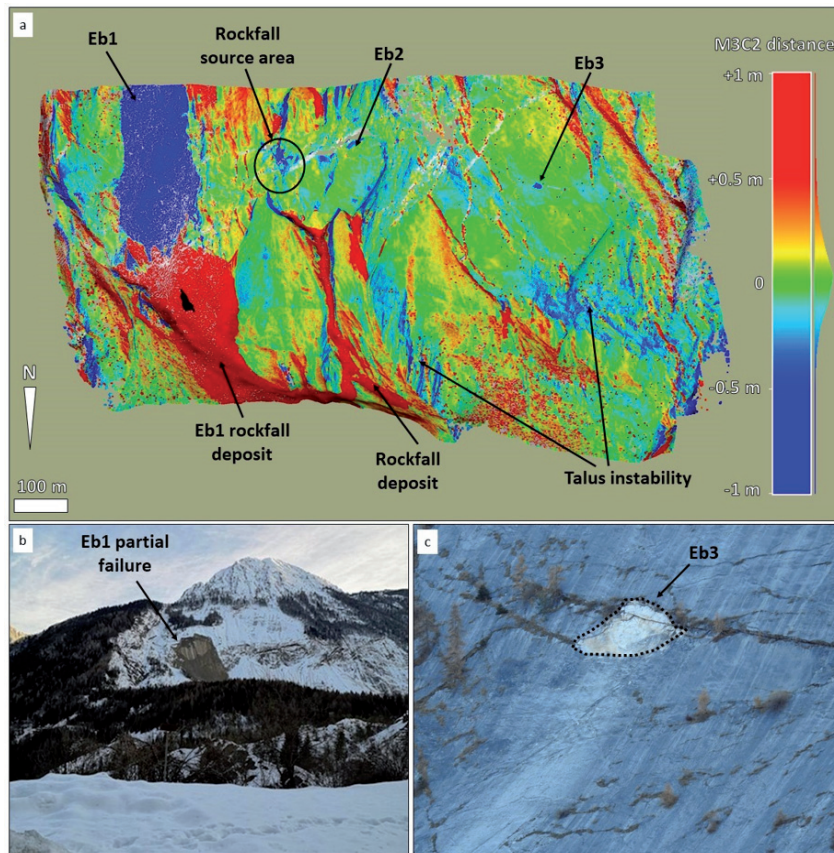 a
Eb1
Rockfall
source area
Eb2
Eb3
M3C2 distance
+1 m
+0.5 m
0
-0.5 m
-1 m
N
100 m
Eb1 rockfall
deposit
Rockfall
deposit
Talus instability
b
Eb1 partial
failure
c
Eb3